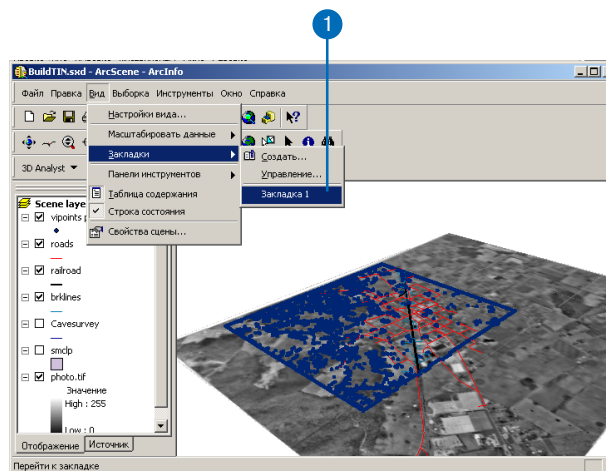 1
BuildTIN.sxd - ArcScene - ArcInfo
Файл Правка Вид Выборка Инструменты Окно Справка
Настройки вида...
Масштабировать данные
Закладки
Создать...
Управление...
Закладка 1
3D Analyst
Панели инструментов
Таблица содержания
Строка состояния
Свойства сцены...
Scene laye
vipoints p
roads
railroad
brklines
Cavesurvey
smclp
photo.tif
Значение
High : 255
Low : 0
Отображение Источник
Перейти к закладке